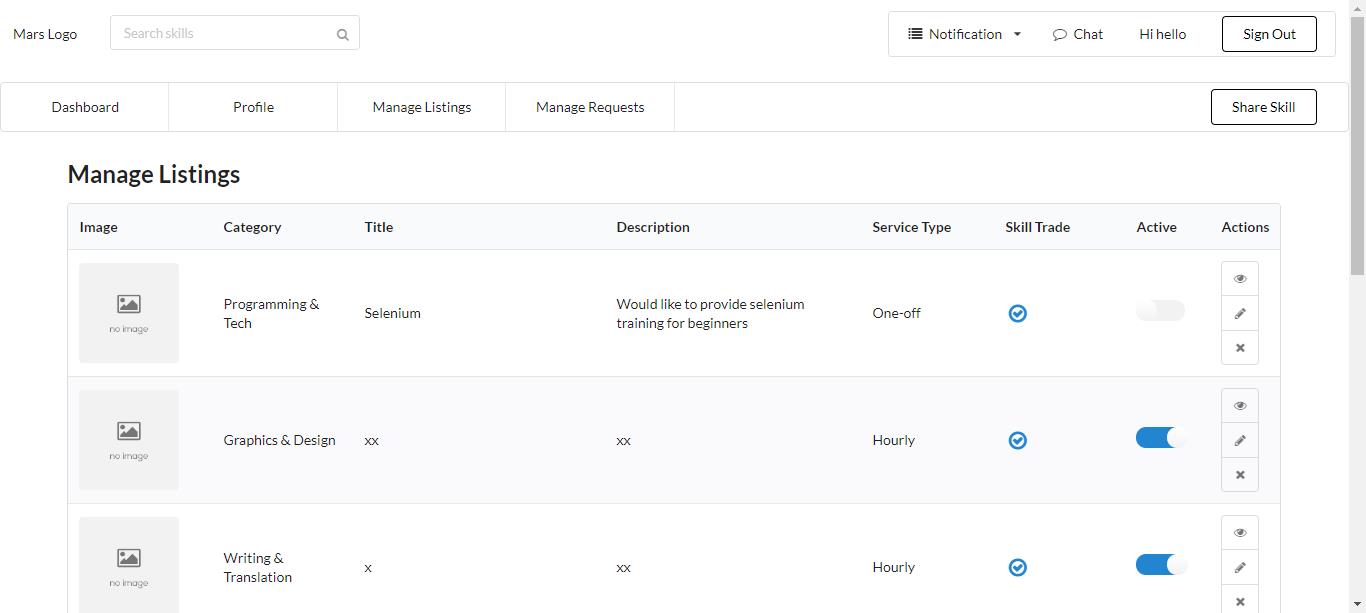 Mars Logo
Search skills
Notification
Chat
Hi hello
Sign Out
Dashboard
Profile
Manage Listings
Manage Requests
Share Skill
Manage Listings
Image
Category
Title
Description
Service Type
Skill Trade
Active
Actions
no image
Programming &
Tech
Selenium
Would like to provide selenium
training for beginners
One-off
no image
Graphics & Design
xx
xx
Hourly
no image
Writing &
Translation
x
xx
Hourly